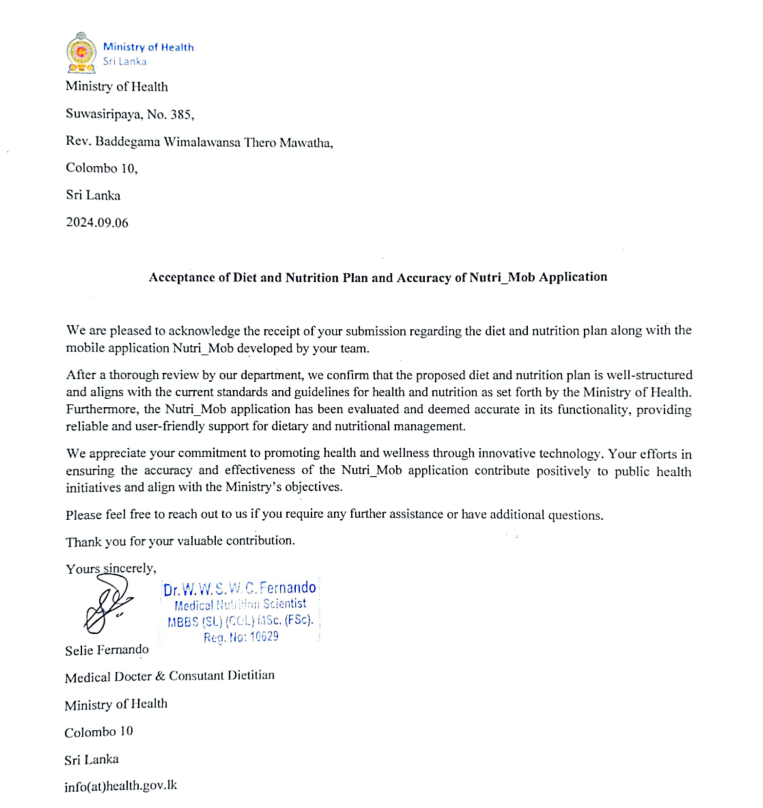 Ministry of Health
Sri Lanka
Ministry of Health
Suwasiripaya, No. 385,
Rev. Baddegama Wimalawansa Thero Mawatha,
Colombo 10,
Sri Lanka
2024.09.06
Acceptance of Diet and Nutrition Plan and Accuracy of Nutri_Mob Application
We are pleased to acknowledge the receipt of your submission regarding the diet and nutrition plan along with the
mobile application Nutri_Mob developed by your team.
After a thorough review by our department, we confirm that the proposed diet and nutrition plan is well-structured
and aligns with the current standards and guidelines for health and nutrition as set forth by the Ministry of Health.
Furthermore, the Nutri_Mob application has been evaluated and deemed accurate in its functionality, providing
reliable and user-friendly support for dietary and nutritional management.
We appreciate your commitment to promoting health and wellness through innovative technology. Your efforts in
ensuring the accuracy and effectiveness of the Nutri_Mob application contribute positively to public health
initiatives and align with the Ministry's objectives.
Please feel free to reach out to us if you require any further assistance or have additional questions.
Thank you for your valuable contribution.
Yours sincerely,
Dr. W. W. S. W. C. Fernando
Medical Nutrition Scientist
MBBS (SL) (COL) MSc. (FSc).
Reg. No: 10629
Selie Fernando
Medical Docter & Consutant Dietitian
Ministry of Health
Colombo 10
Sri Lanka
info(at)health.gov.lk